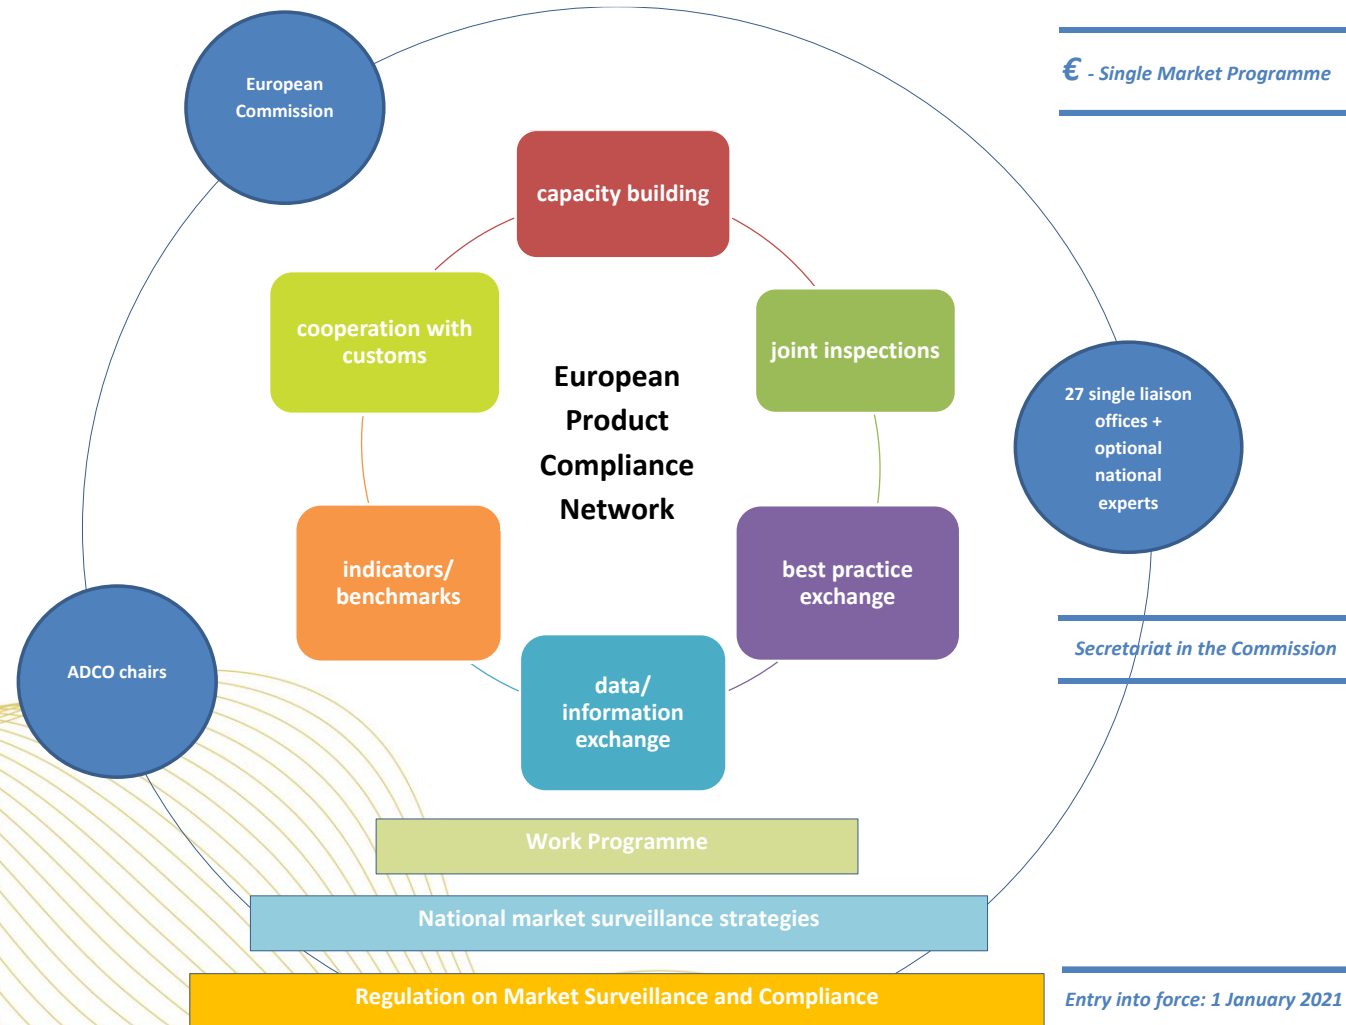 European
Commission
€ - Single Market Programme
capacity building
cooperation with
customs
joint inspections
European
Product
Compliance
Network
27 single liaison
offices +
optional
national
experts
indicators/
benchmarks
best practice
exchange
Secretariat in the Commission
ADCO chairs
data/
information
exchange
Work Programme
National market surveillance strategies
Regulation on Market Surveillance and Compliance
Entry into force: 1 January 2021